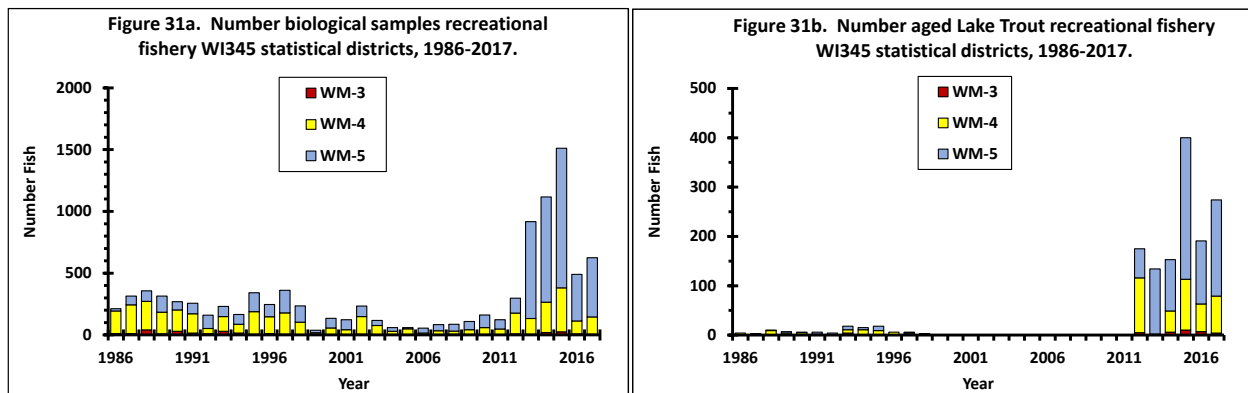 Figure 31a.  Number biological samples recreational
fishery WI345 statistical districts, 1986-2017.
2000
1500
1000
500
0
Number Fish
WM-3
WM-4
WM-5
1986
1991
1996
2001
2006
2011
2016
Year
Figure 31b.  Number aged Lake Trout recreational fishery
WI345 statistical districts, 1986-2017.
500
400
300
200
100
0
Number Fish
WM-3
WM-4
WM-5
1986
1991
1996
2001
2006
2011
2016
Year